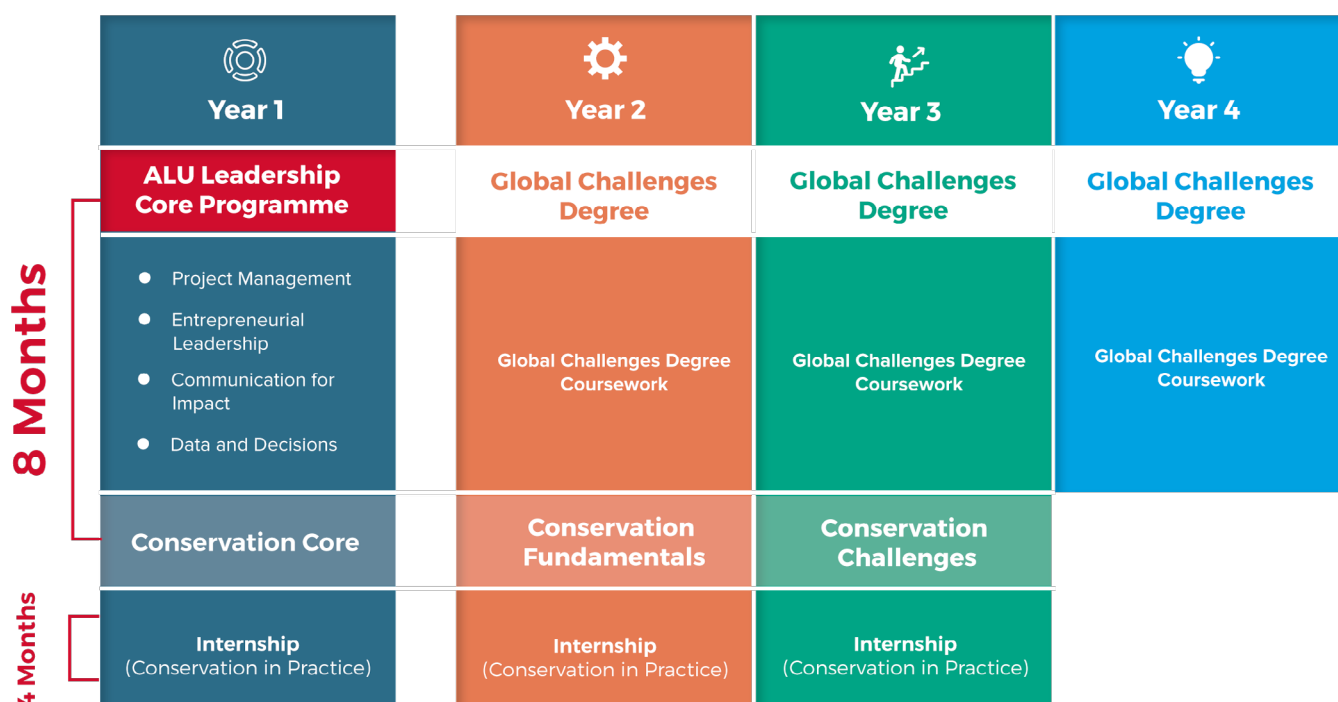 Year 1
Year 2
Year 3
Year 4
ALU Leadership
Core Programme
Global Challenges
Degree
Global Challenges
Degree
Global Challenges
Degree
8 Months
Project Management
Entrepreneurial
Leadership
Communication for
Impact
Data and Decisions
Global Challenges Degree
Coursework
Global Challenges Degree
Coursework
Global Challenges Degree
Coursework
Conservation Core
Conservation
Fundamentals
Conservation
Challenges
4 Months
Internship
(Conservation in Practice)
Internship
(Conservation in Practice)
Internship
(Conservation in Practice)